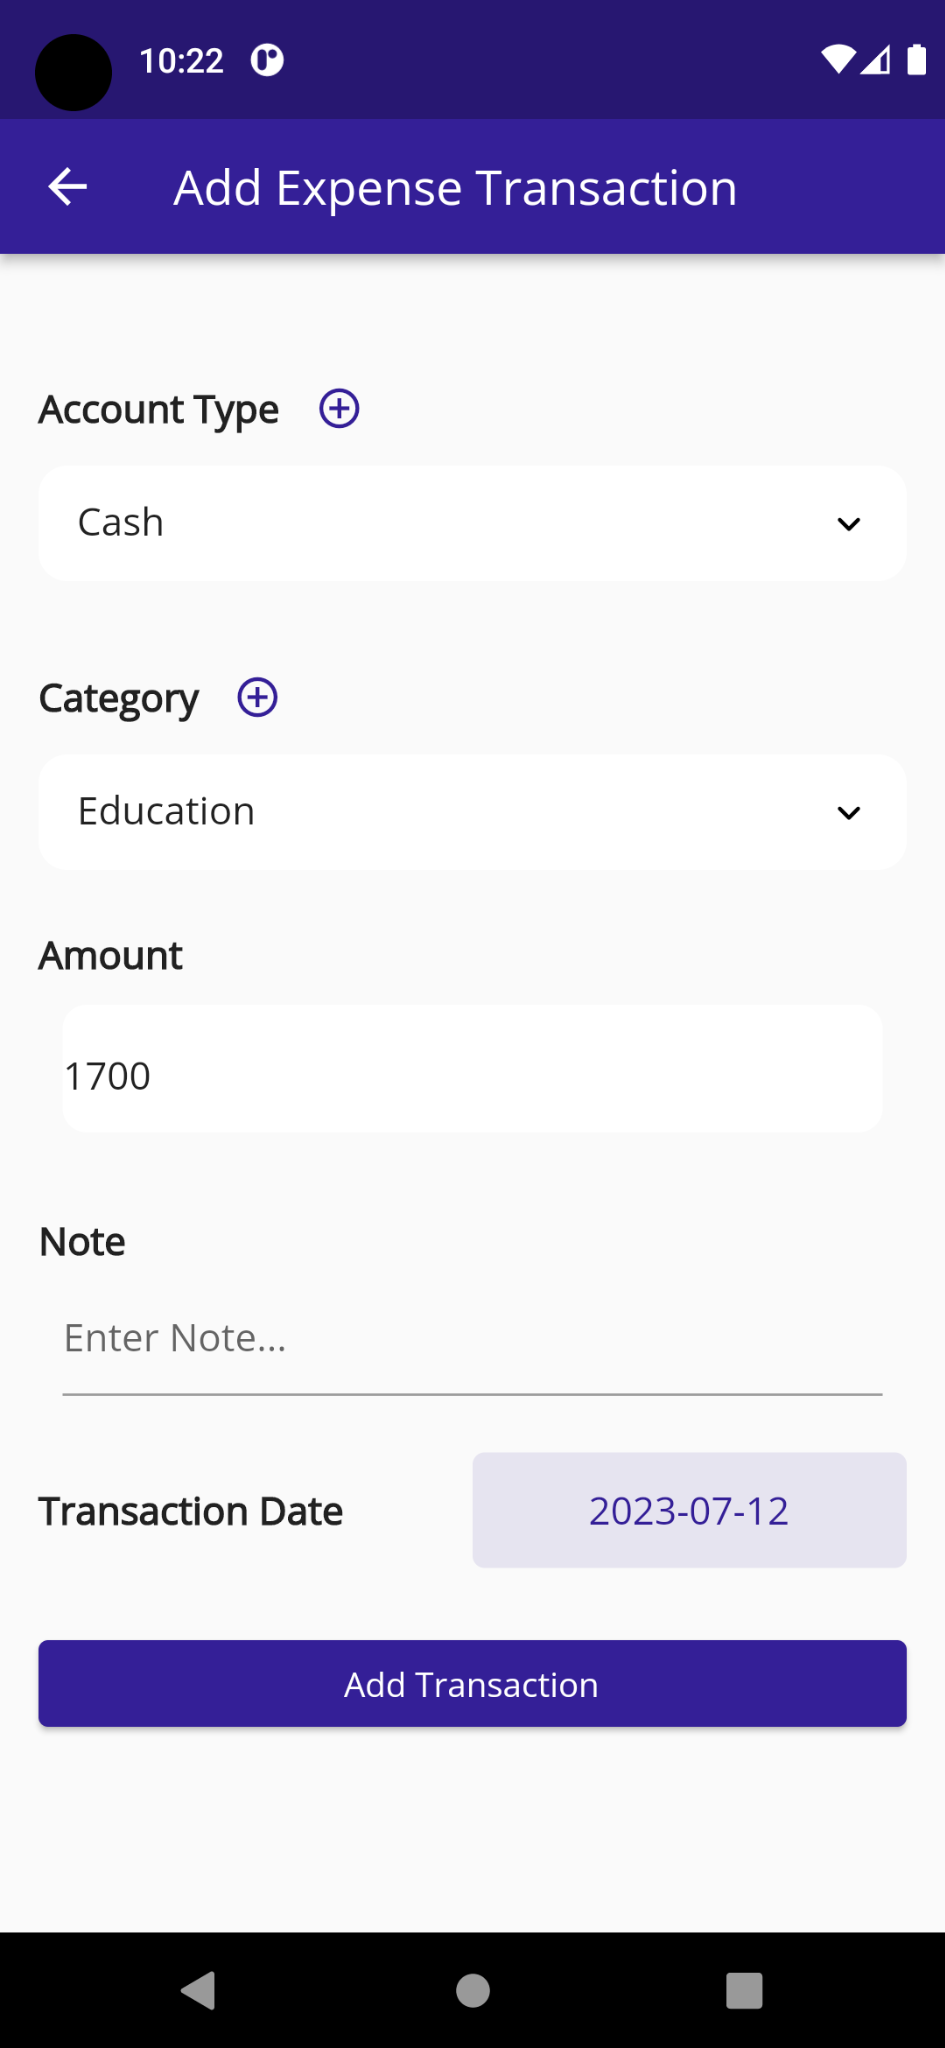 10:22
Add Expense Transaction
Account Type
Cash
Category
Education
Amount
1700
Note
Enter Note...
Transaction Date
2023-07-12
Add Transaction